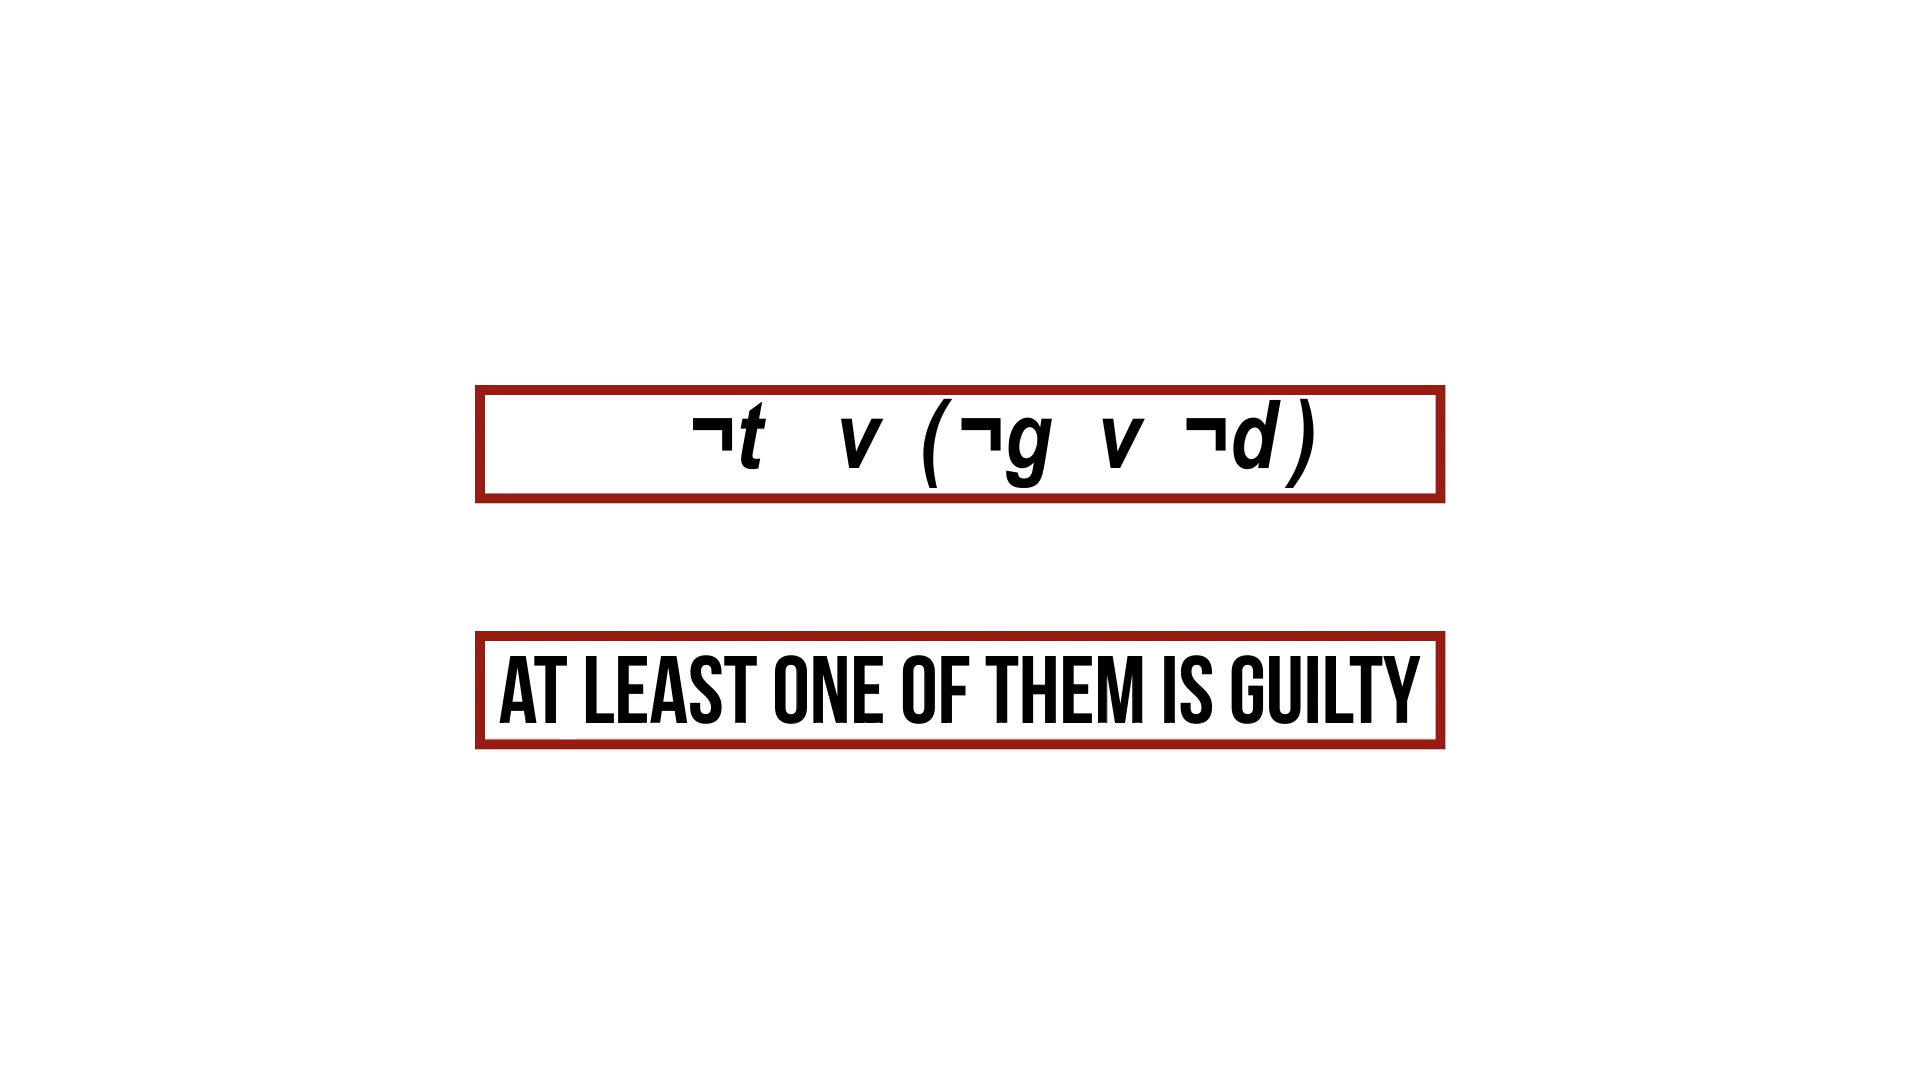 ¬t v (¬g v ¬d)
AT LEAST ONE OF THEM IS GUILTY